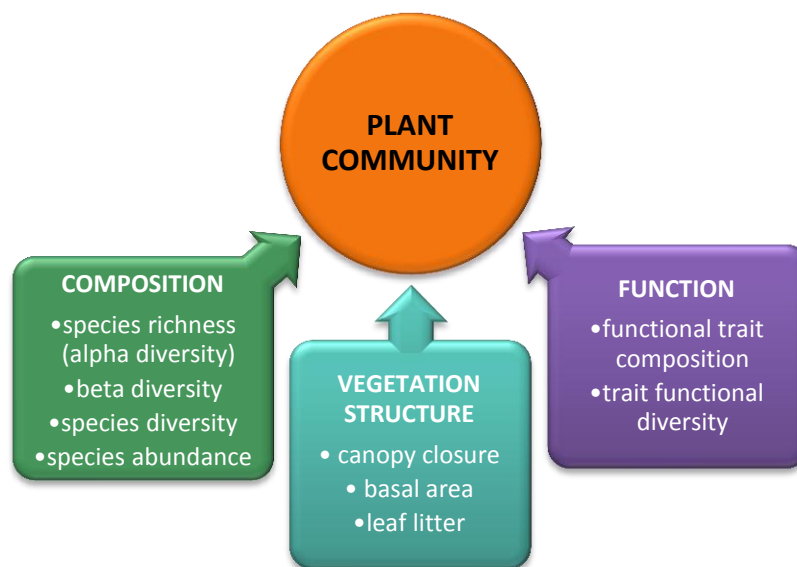 PLANT
COMMUNITY
COMPOSITION
•species richness
(alpha diversity)
•beta diversity
•species diversity
•species abundance
VEGETATION
STRUCTURE
• canopy closure
• basal area
•leaf litter
FUNCTION
•functional trait
composition
•trait functional
diversity